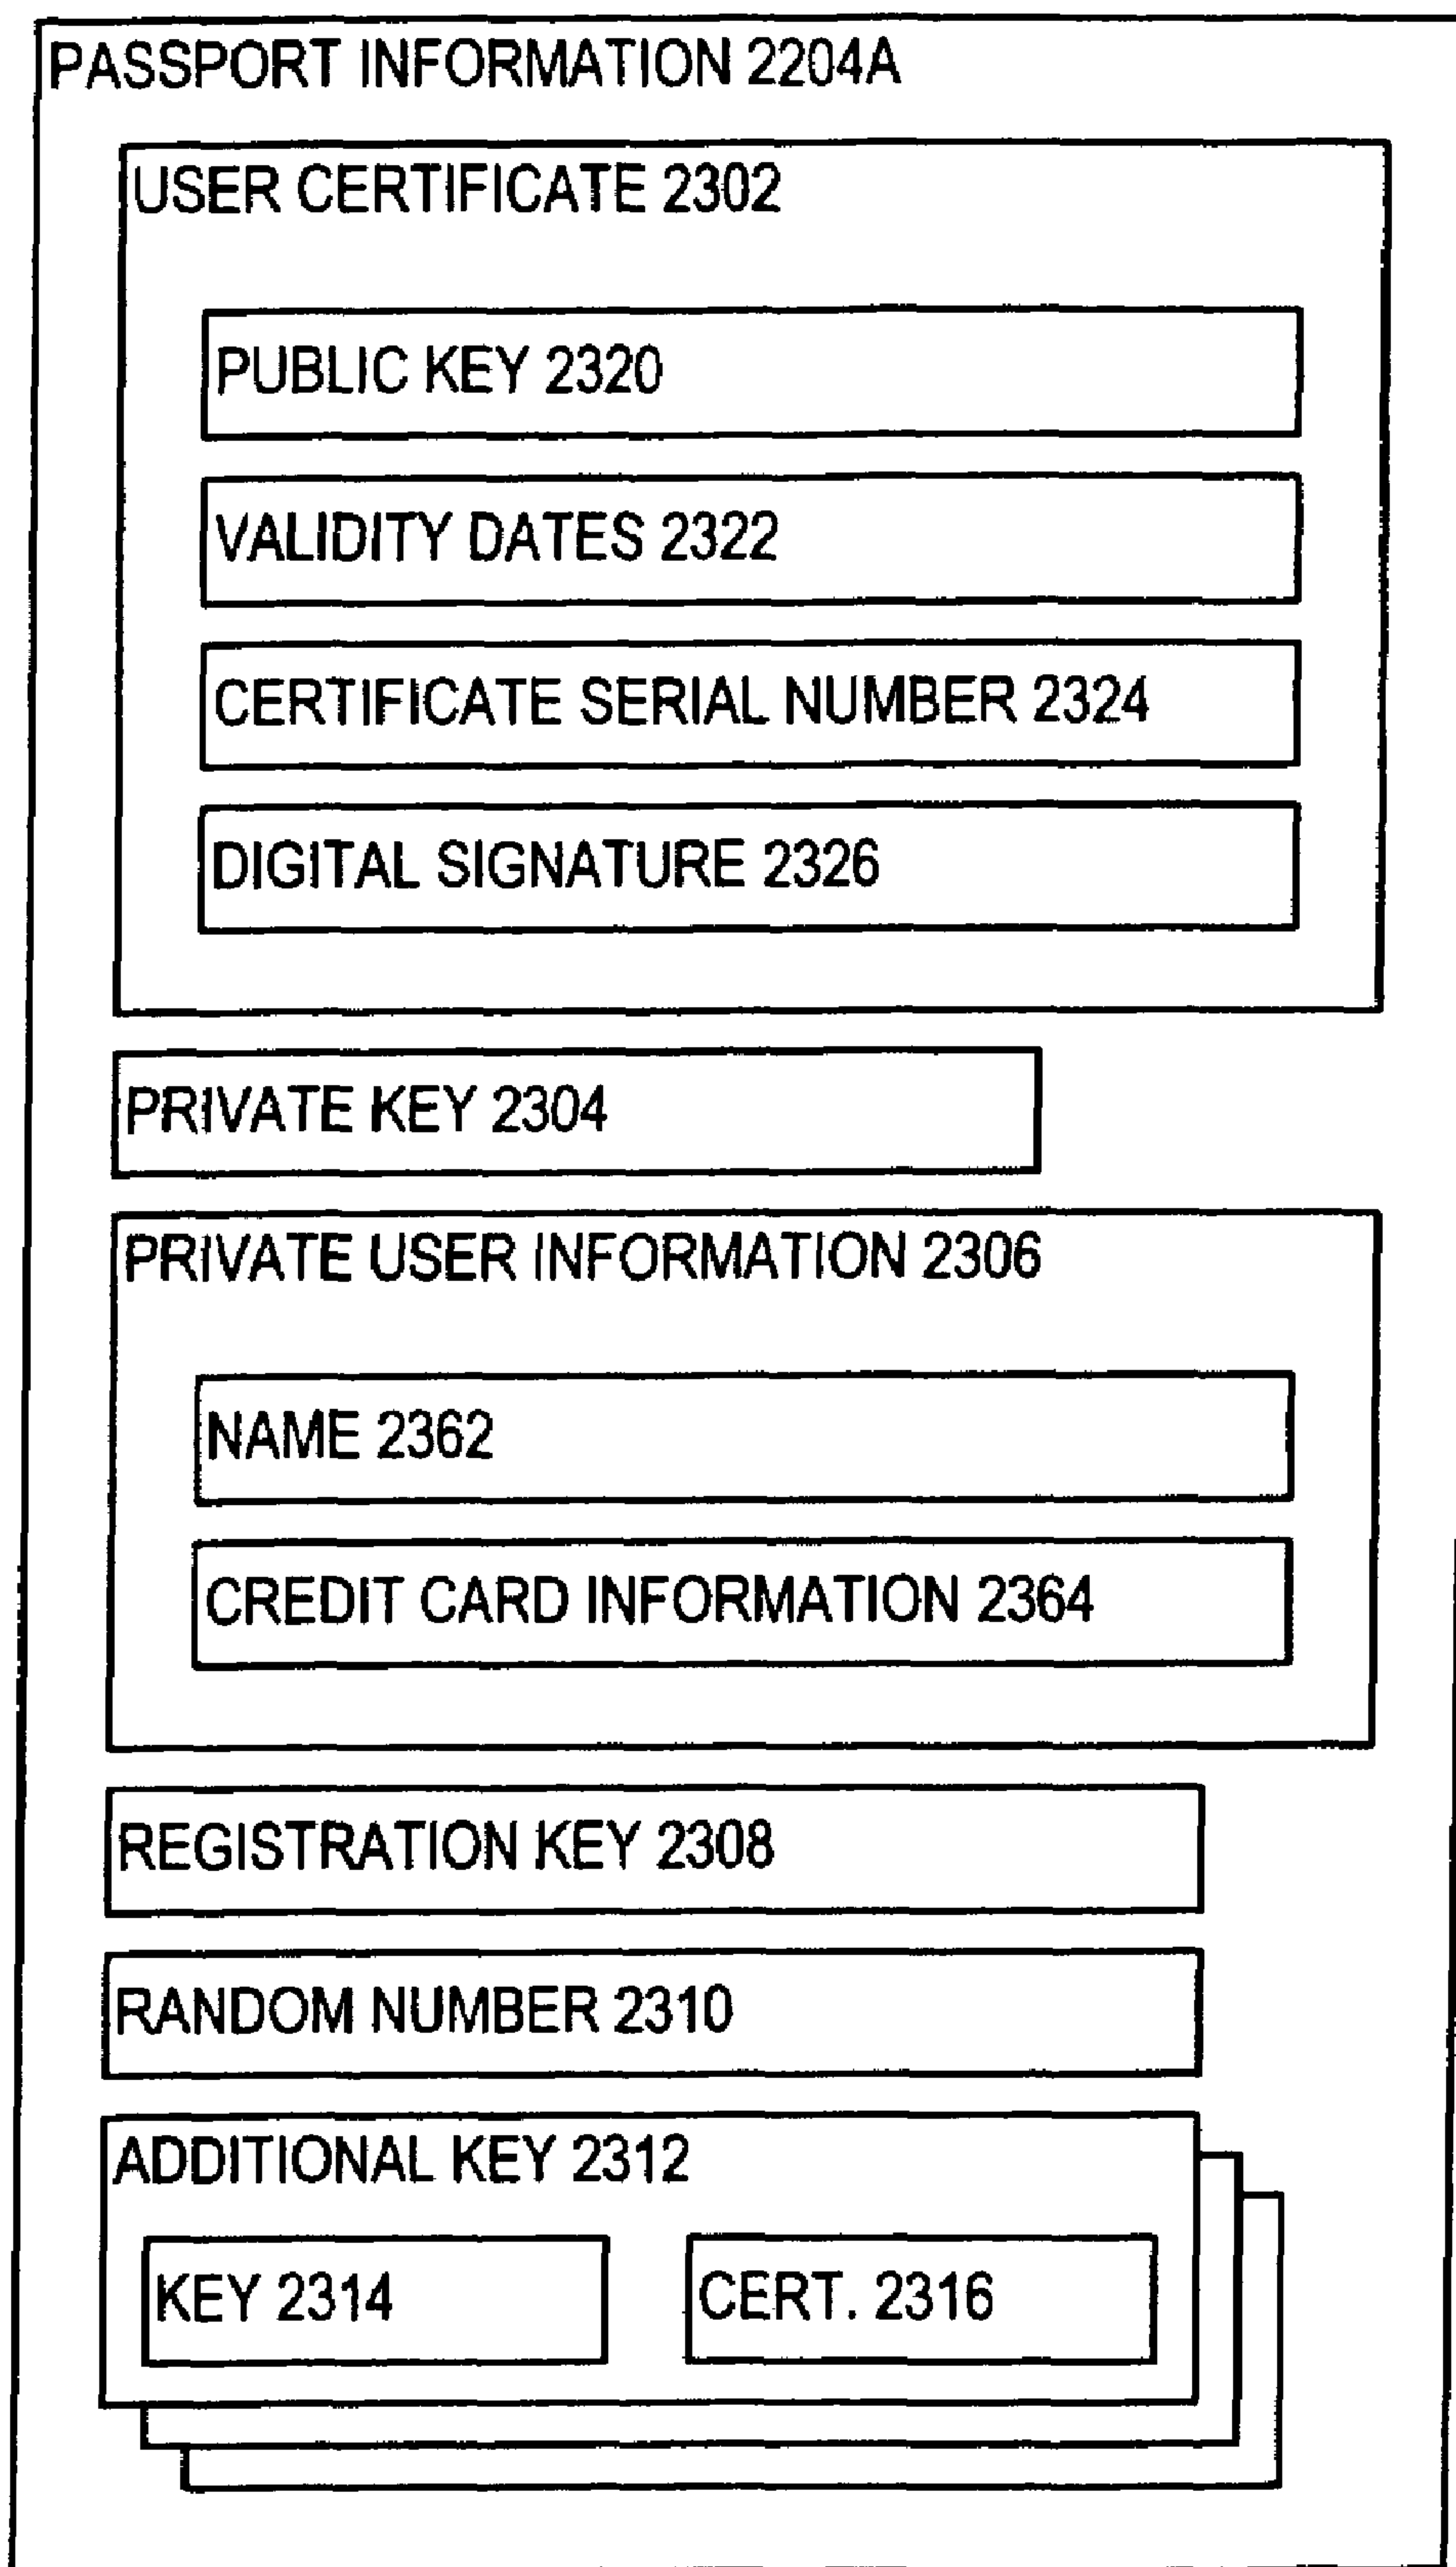 PASSPORT INFORMATION 2204A
USER CERTIFICATE 2302
PUBLIC KEY 2320
VALIDITY DATES 2322
CERTIFICATE SERIAL NUMBER 2324
DIGITAL SIGNATURE 2326
PRIVATE KEY 2304
PRIVATE USER INFORMATION 2306
NAME 2362
CREDIT CARD INFORMATION 2364
REGISTRATION KEY 2308
RANDOM NUMBER 2310
ADDITIONAL KEY 2312
KEY 2314 CERT. 2316